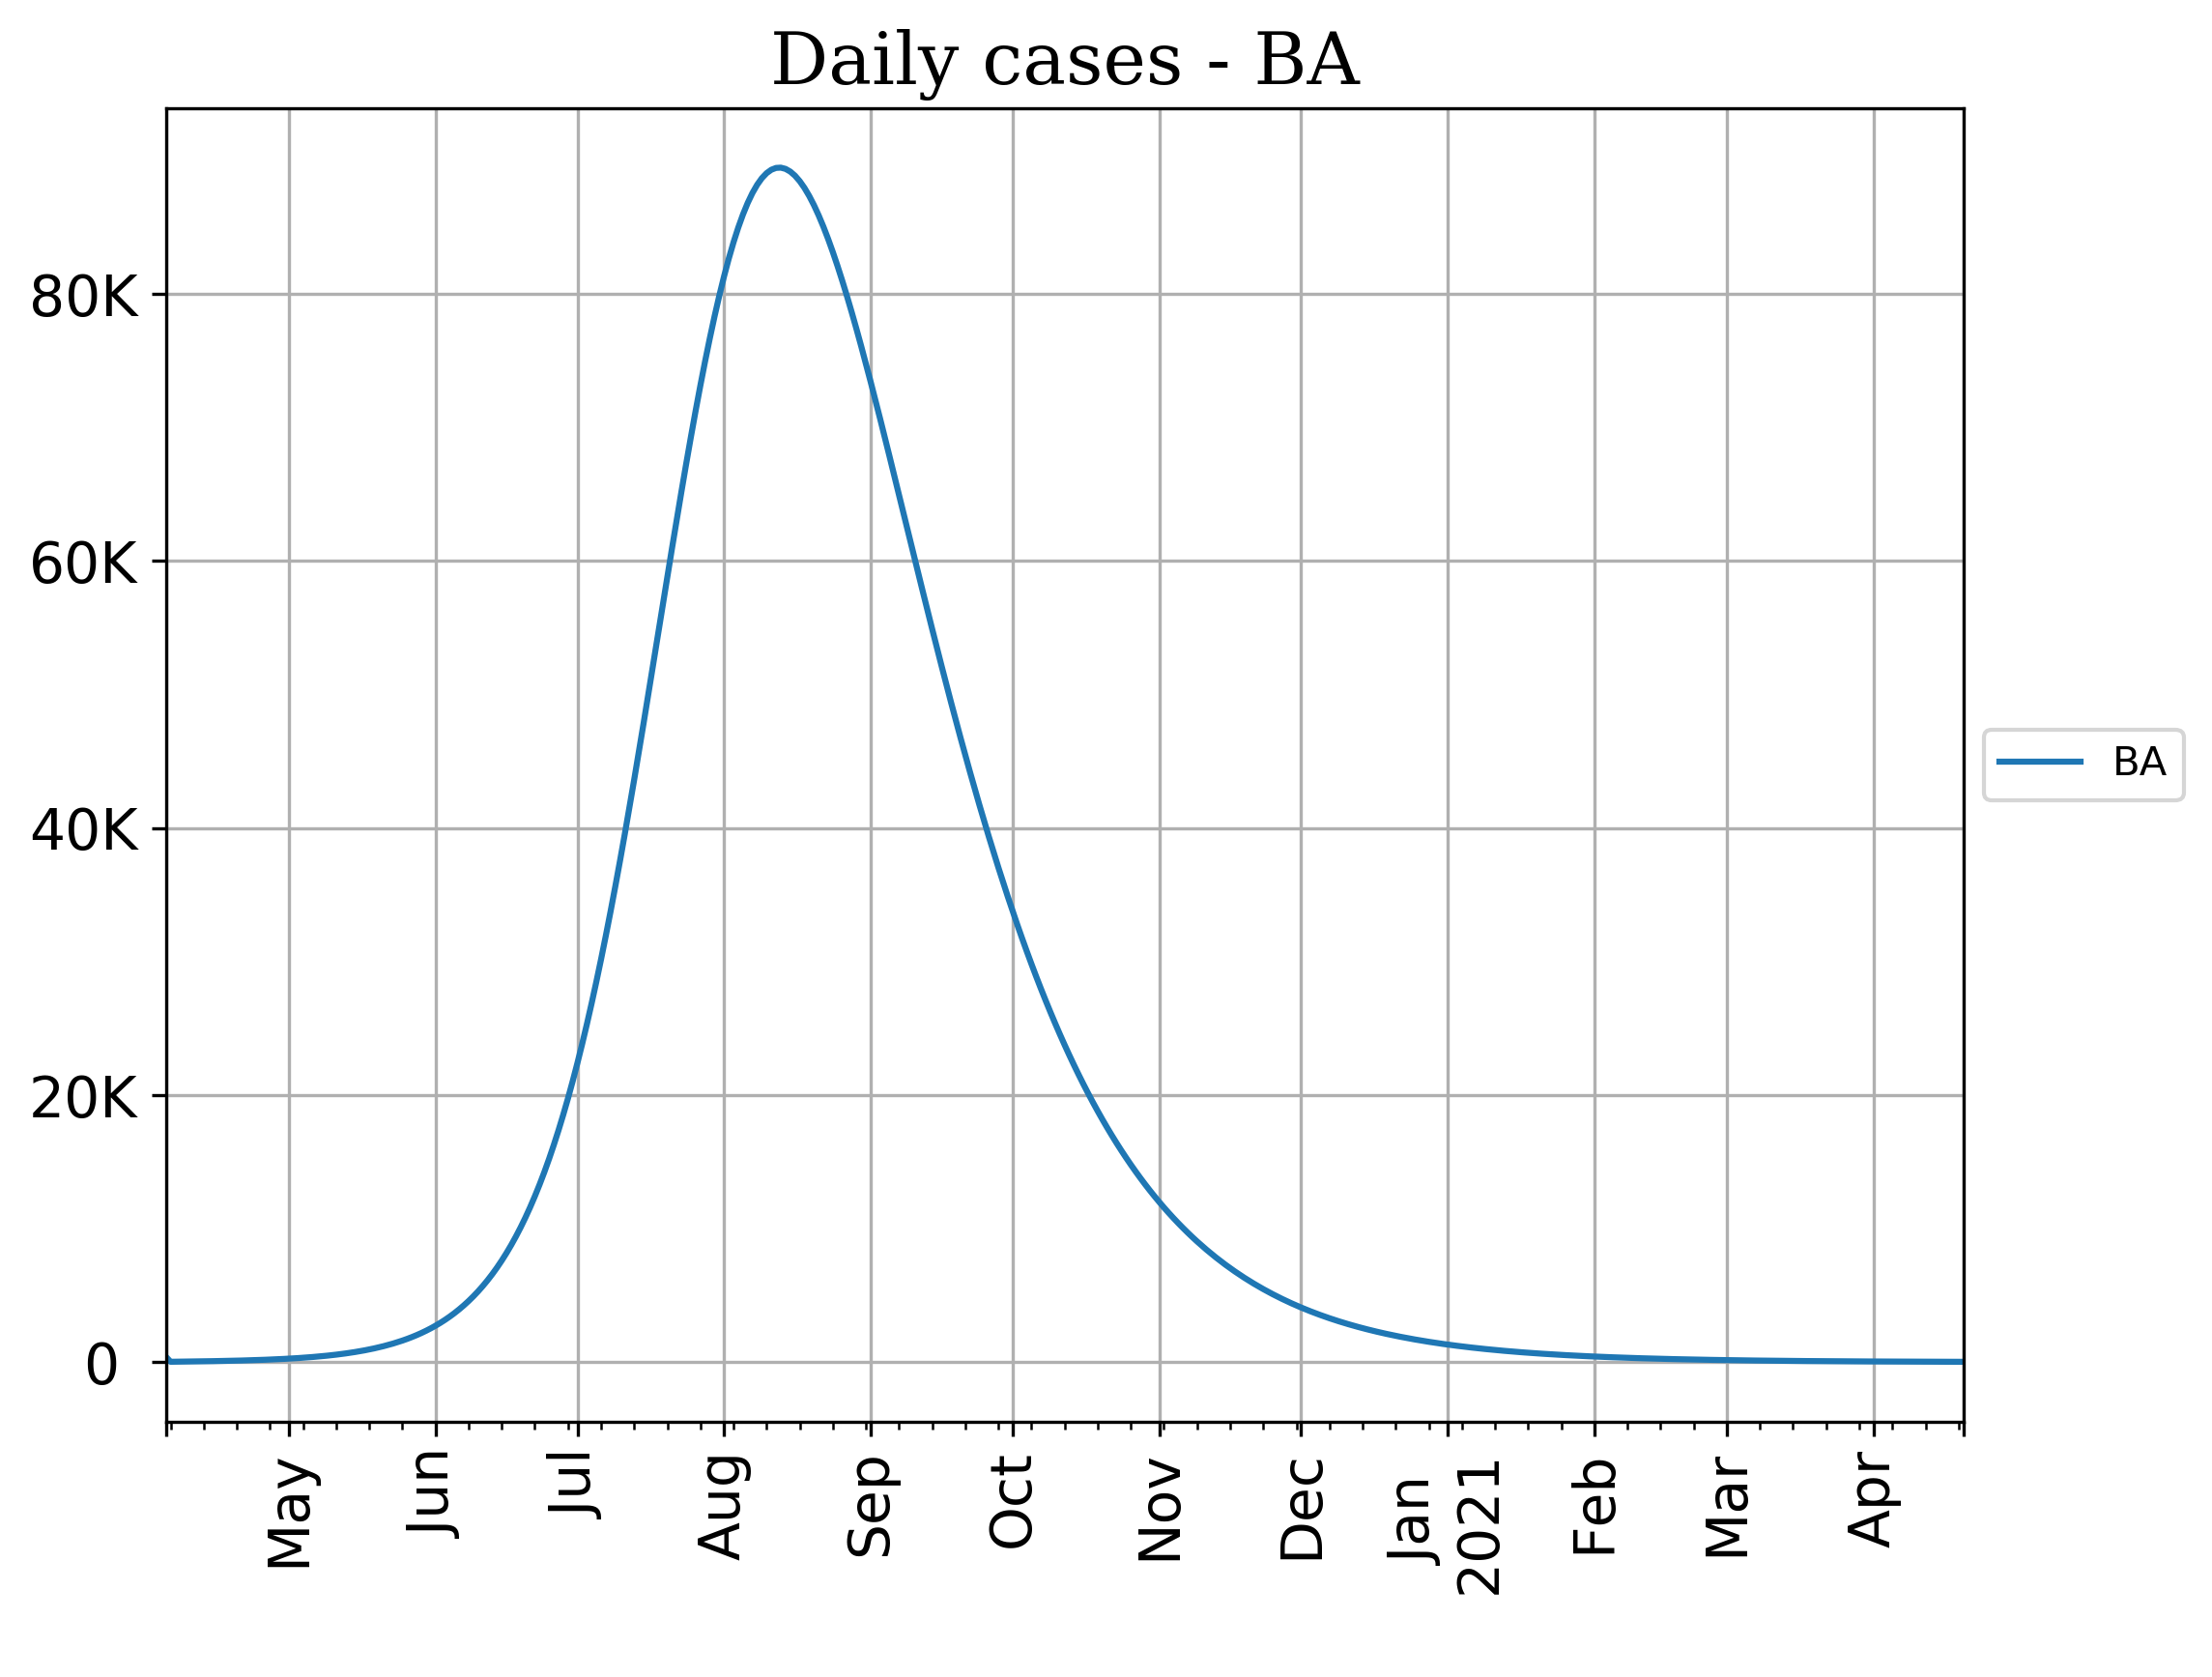 Daily cases - BA
80K
60K
40K
20K
0
BA
May
Jun
Jul
Aug
Sep
Oct
Nov
Dec
Jan
2021
Feb
Mar
Apr